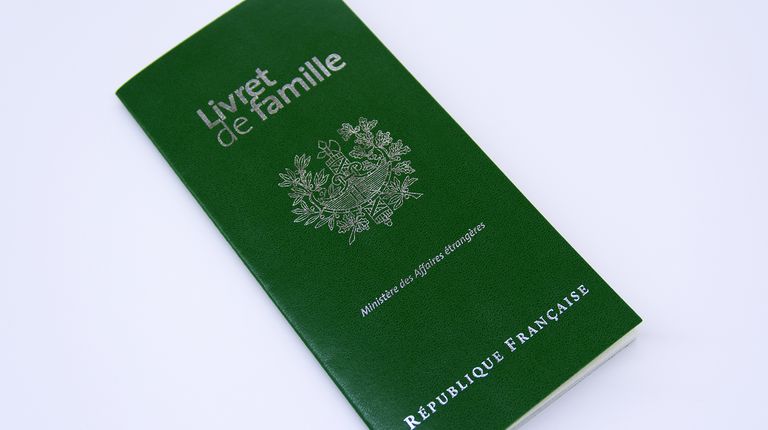 Livret
de famille
Ministère des Affaires étrangères
RÉPUBLIQUE FRANÇAISE